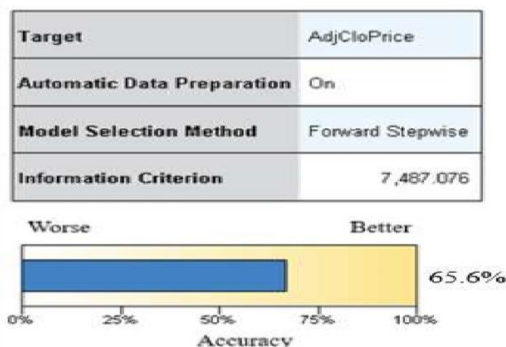 Target AdjCloPrice
Automatic Data Preparation On
Model Selection Method Forward Stepwise
Information Criterion 7,487.076
Worse Better
65.6%
0% 25% 50% 75% 100%
Accuracy